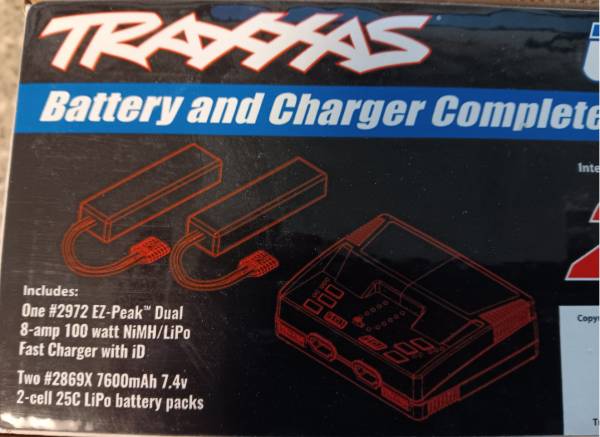 TRAXXAS
Battery and Charger Complete
Includes:
One #2972 EZ-Peak™ Dual
8-amp 100 watt NiMH/LiPo
Fast Charger with iD
Two #2869X 7600mAh 7.4v
2-cell 25C LiPo battery packs